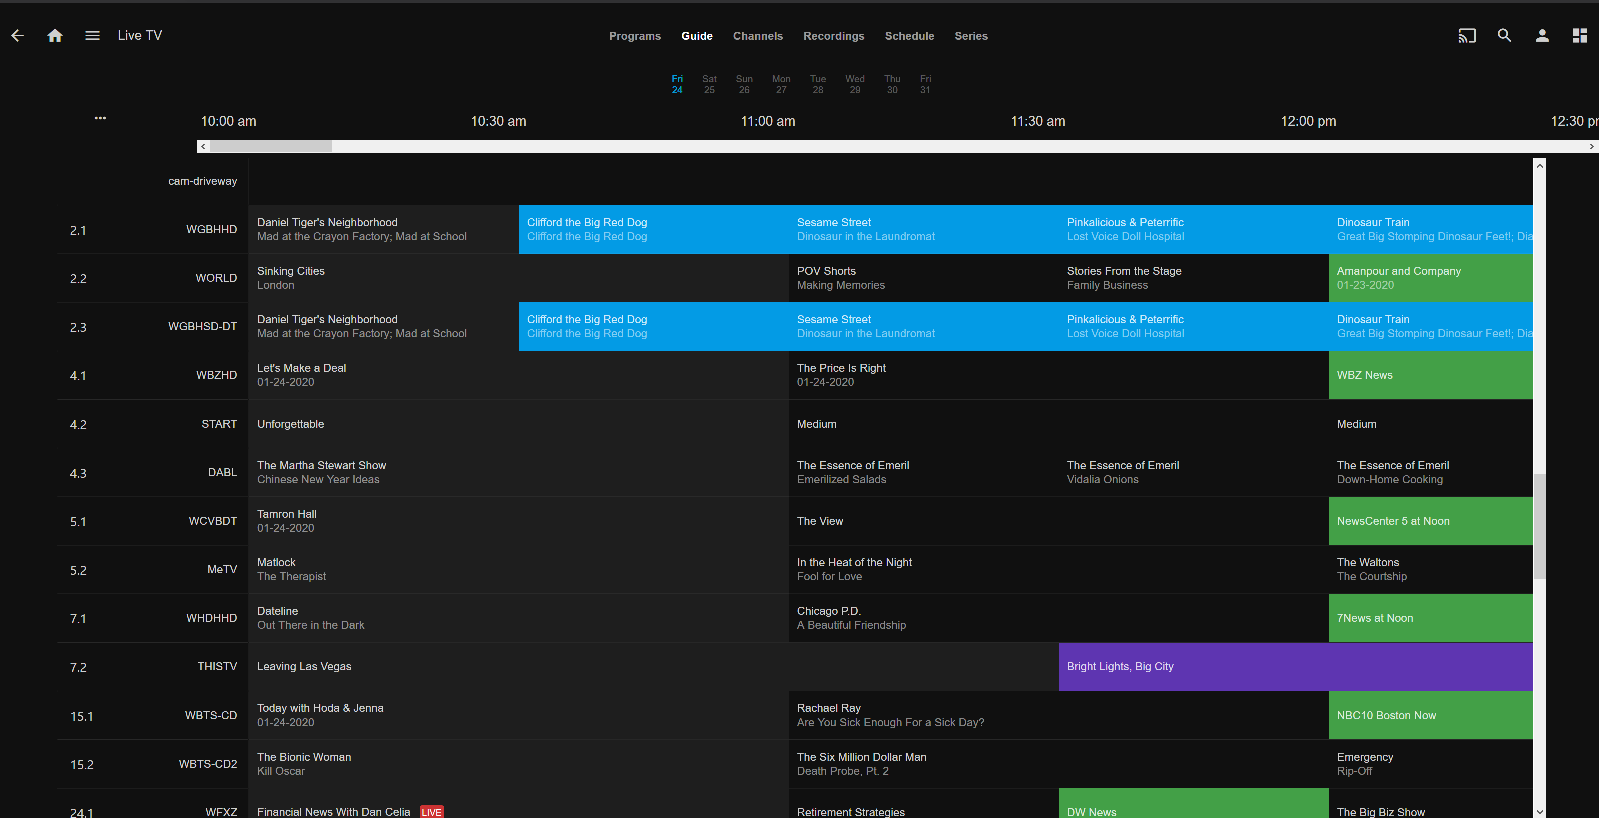 Live TV
Programs Guide Channels Recordings Schedule Series
Fri Sat Sun Mon Tue Wed Thu Fri
24 25 26 27 28 29 30 31
10:00 am 10:30 am 11:00 am 11:30 am 12:00 pm 12:30 pr
cam-driveway
2.1 WGBHHD
Daniel Tiger's Neighborhood Clifford the Big Red Dog Sesame Street Pinkalicious & Peterrific Dinosaur Train
Mad at the Crayon Factory; Mad at School Clifford the Big Red Dog Dinosaur in the Laundromat Lost Voice Doll Hospital Great Big Stomping Dinosaur Feet!; Dia
2.2 WORLD
Sinking Cities POV Shorts Stories From the Stage Amanpour and Company
London Making Memories Family Business 01-23-2020
2.3 WGBHSD-DT
Daniel Tiger's Neighborhood Clifford the Big Red Dog Sesame Street Pinkalicious & Peterrific Dinosaur Train
Mad at the Crayon Factory; Mad at School Clifford the Big Red Dog Dinosaur in the Laundromat Lost Voice Doll Hospital Great Big Stomping Dinosaur Feet!; Dia
4.1 WBZHD
Let's Make a Deal The Price Is Right WBZ News
01-24-2020 01-24-2020
4.2 START Unforgettable Medium Medium
4.3 DABL
The Martha Stewart Show The Essence of Emeril The Essence of Emeril The Essence of Emeril
Chinese New Year Ideas Emerilized Salads Vidalia Onions Down-Home Cooking
5.1 WCVBDT
Tamron Hall The View NewsCenter 5 at Noon
01-24-2020
5.2 MeTV
Matlock In the Heat of the Night The Waltons
The Therapist Fool for Love The Courtship
7.1 WHDHHD
Dateline Chicago P.D. 7News at Noon
Out There in the Dark A Beautiful Friendship
7.2 THISTV Leaving Las Vegas Bright Lights, Big City
15.1 WBTS-CD
Today with Hoda & Jenna Rachael Ray NBC10 Boston Now
01-24-2020 Are You Sick Enough For a Sick Day?
15.2 WBTS-CD2
The Bionic Woman The Six Million Dollar Man Emergency
Kill Oscar Death Probe, Pt. 2 Rip-Off
24.1 WFXZ Financial News With Dan Celia LIVE Retirement Strategies DW News The Big Biz Show